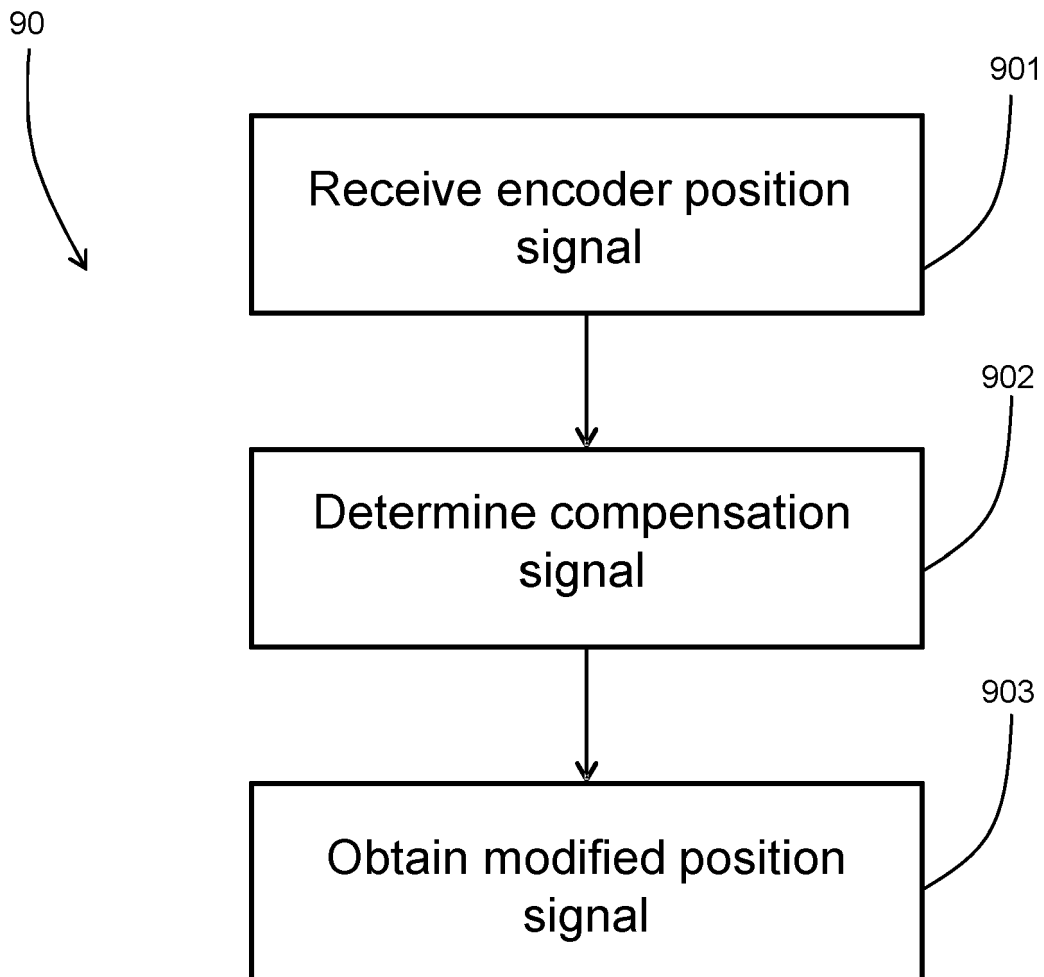 90
901
Receive encoder position
signal
902
Determine compensation
signal
903
Obtain modified position
signal